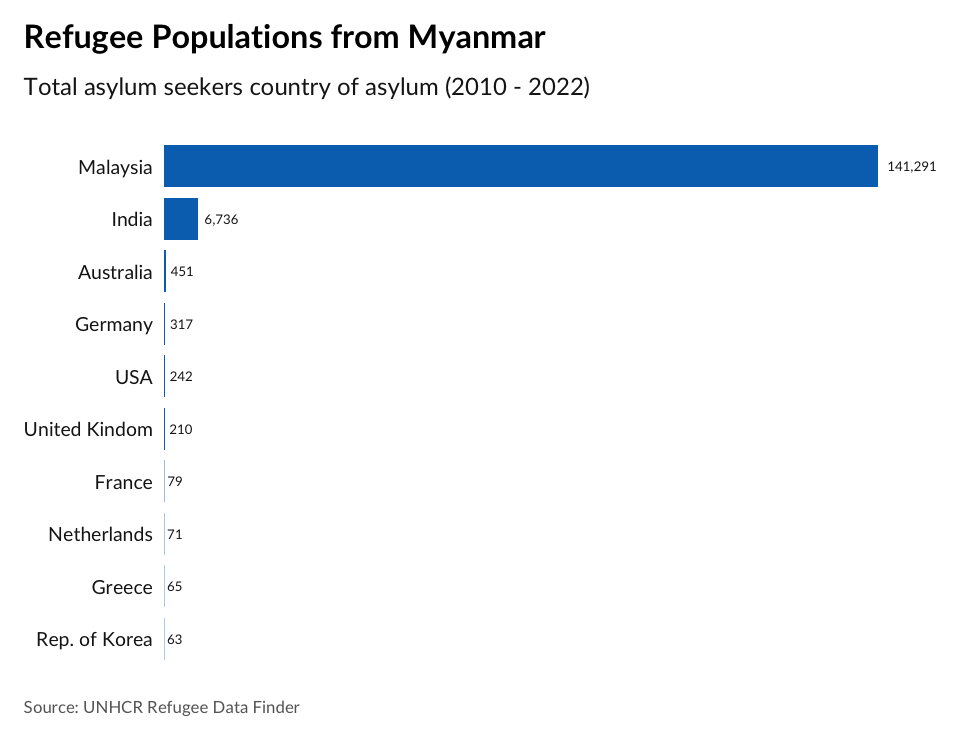 Refugee Populations from Myanmar
Total asylum seekers country of asylum (2010 - 2022)
Malaysia 141,291
India 6,736
Australia 451
Germany 317
USA 242
United Kindom 210
France 79
Netherlands 71
Greece 65
Rep. of Korea 63
Source: UNHCR Refugee Data Finder